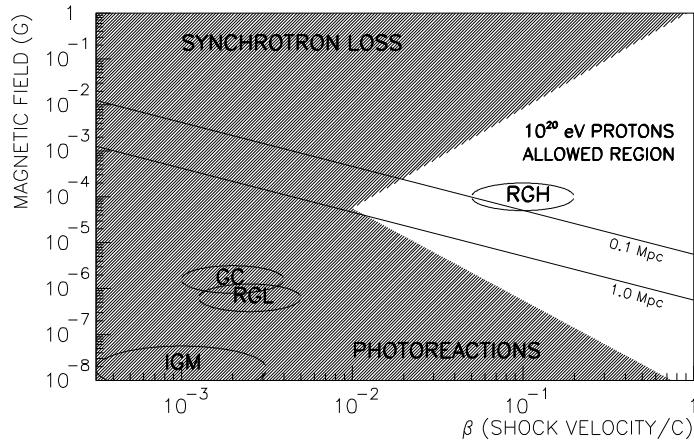 MAGNETIC FIELD (G)
1
10⁻¹
10⁻²
10⁻³
10⁻⁴
10⁻⁵
10⁻⁶
10⁻⁷
10⁻⁸
SYNCHROTRON LOSS
10²⁰ eV PROTONS
ALLOWED REGION
RGH
0.1 Mpc
1.0 Mpc
GC
RGL
IGM
PHOTOREACTIONS
10⁻³
10⁻²
10⁻¹
1
β (SHOCK VELOCITY/C)